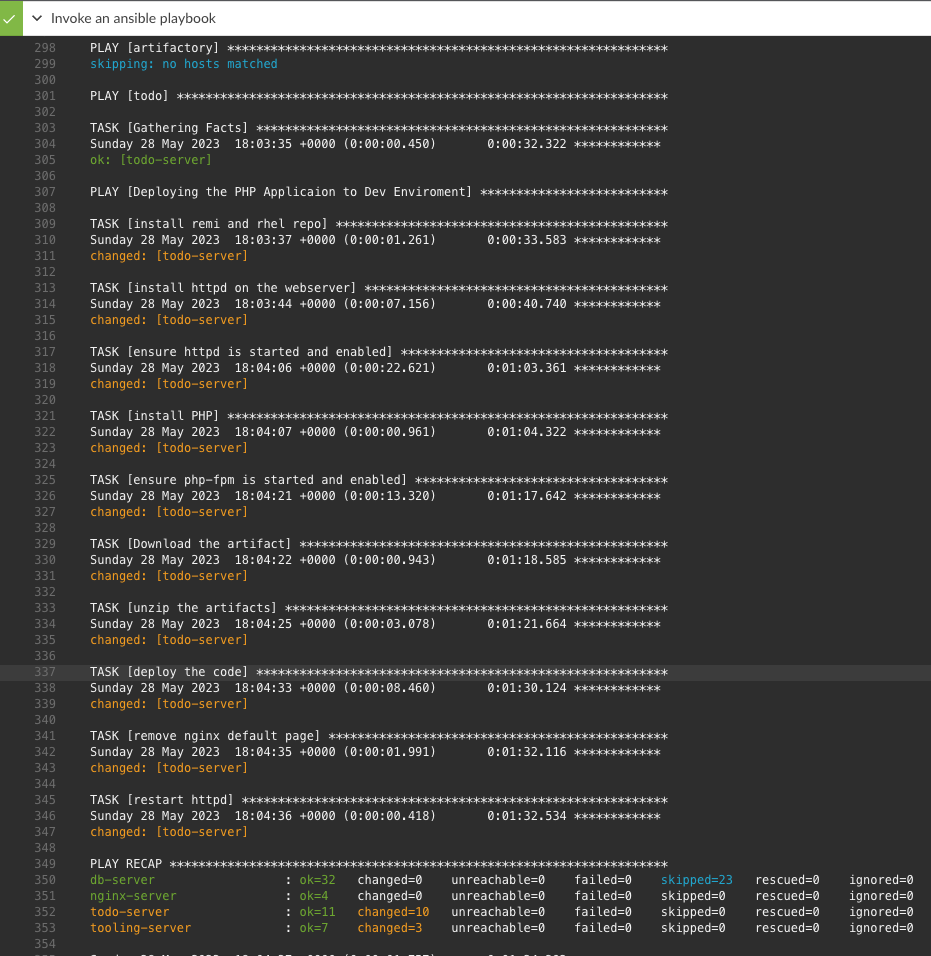 Invoke an ansible playbook
298 PLAY [artifactory] *************************************************************
299 skipping: no hosts matched
300
301 PLAY [todo] ********************************************************************
302
303 TASK [Gathering Facts] *********************************************************
304 Sunday 28 May 2023  18:03:35 +0000 (0:00:00.450)       0:00:32.322 ************
305 ok: [todo-server]
306
307 PLAY [Deploying the PHP Applicaion to Dev Enviroment] **************************
308
309 TASK [install remi and rhel repo] **********************************************
310 Sunday 28 May 2023  18:03:37 +0000 (0:00:01.261)       0:00:33.583 ************
311 changed: [todo-server]
312
313 TASK [install httpd on the webserver] ******************************************
314 Sunday 28 May 2023  18:03:44 +0000 (0:00:07.156)       0:00:40.740 ************
315 changed: [todo-server]
316
317 TASK [ensure httpd is started and enabled] *************************************
318 Sunday 28 May 2023  18:04:06 +0000 (0:00:22.621)       0:01:03.361 ************
319 changed: [todo-server]
320
321 TASK [install PHP] *************************************************************
322 Sunday 28 May 2023  18:04:07 +0000 (0:00:00.961)       0:01:04.322 ************
323 changed: [todo-server]
324
325 TASK [ensure php-fpm is started and enabled] ***********************************
326 Sunday 28 May 2023  18:04:21 +0000 (0:00:13.320)       0:01:17.642 ************
327 changed: [todo-server]
328
329 TASK [Download the artifact] ***************************************************
330 Sunday 28 May 2023  18:04:22 +0000 (0:00:00.943)       0:01:18.585 ************
331 changed: [todo-server]
332
333 TASK [unzip the artifacts] *****************************************************
334 Sunday 28 May 2023  18:04:25 +0000 (0:00:03.078)       0:01:21.664 ************
335 changed: [todo-server]
336
337 TASK [deploy the code] *********************************************************
338 Sunday 28 May 2023  18:04:33 +0000 (0:00:08.460)       0:01:30.124 ************
339 changed: [todo-server]
340
341 TASK [remove nginx default page] ***********************************************
342 Sunday 28 May 2023  18:04:35 +0000 (0:00:01.991)       0:01:32.116 ************
343 changed: [todo-server]
344
345 TASK [restart httpd] ***********************************************************
346 Sunday 28 May 2023  18:04:36 +0000 (0:00:00.418)       0:01:32.534 ************
347 changed: [todo-server]
348
349 PLAY RECAP *********************************************************************
350 db-server                  : ok=32   changed=0    unreachable=0    failed=0    skipped=23   rescued=0    ignored=0
351 nginx-server               : ok=4    changed=0    unreachable=0    failed=0    skipped=0    rescued=0    ignored=0
352 todo-server                : ok=11   changed=10   unreachable=0    failed=0    skipped=0    rescued=0    ignored=0
353 tooling-server             : ok=7    changed=3    unreachable=0    failed=0    skipped=0    rescued=0    ignored=0
354